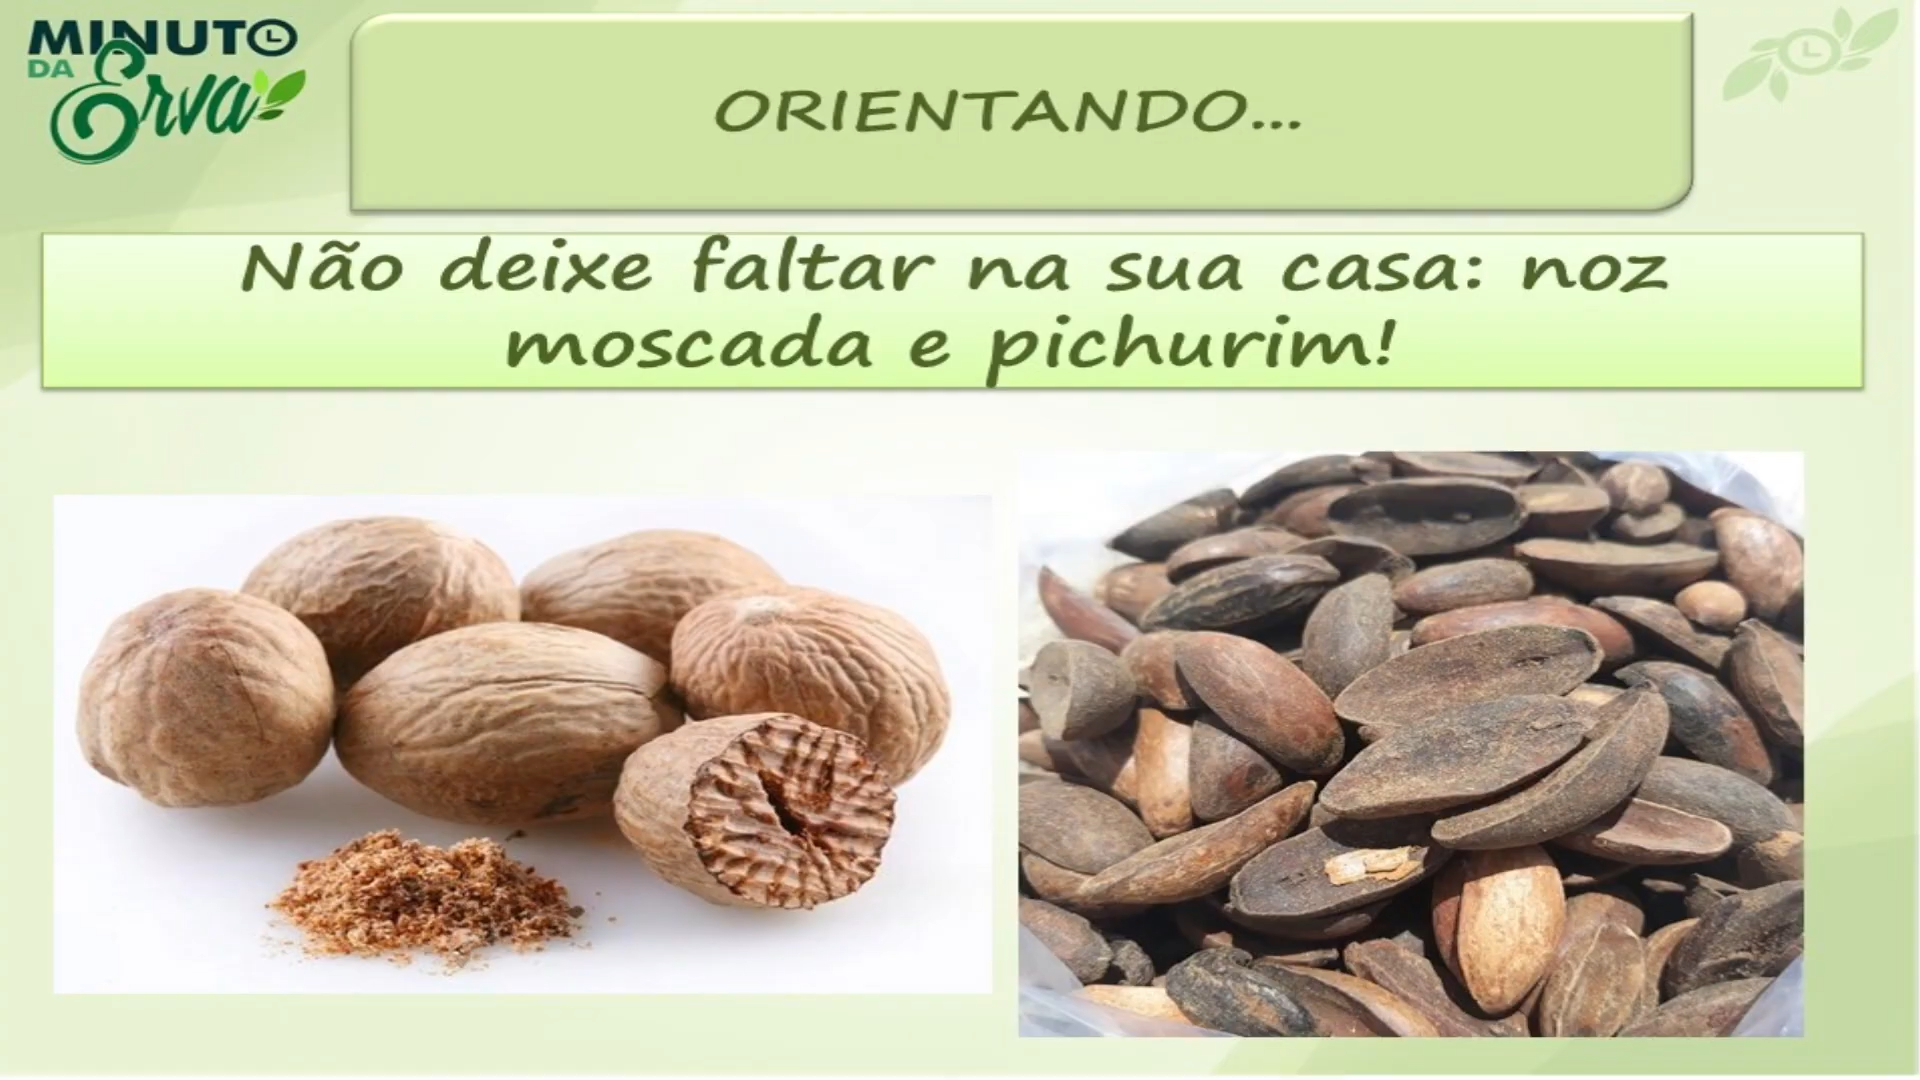 MINUTO
DA
Erva
ORIENTANDO...
Não deixe faltar na sua casa: noz
moscada e pichurim!